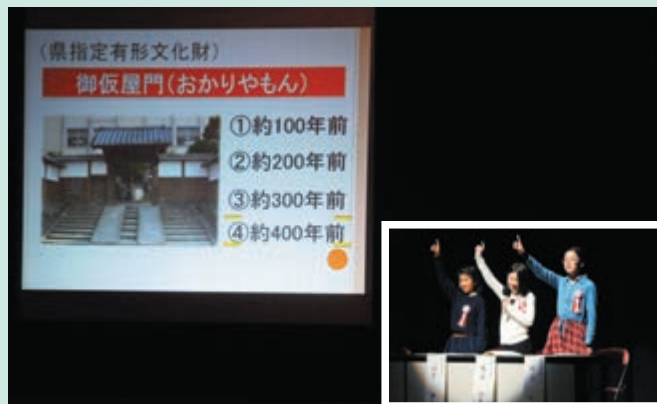 (県指定有形文化財)
御仮屋門(おかりやもん)
①約100年前
②約200年前
③約300年前
④約400年前